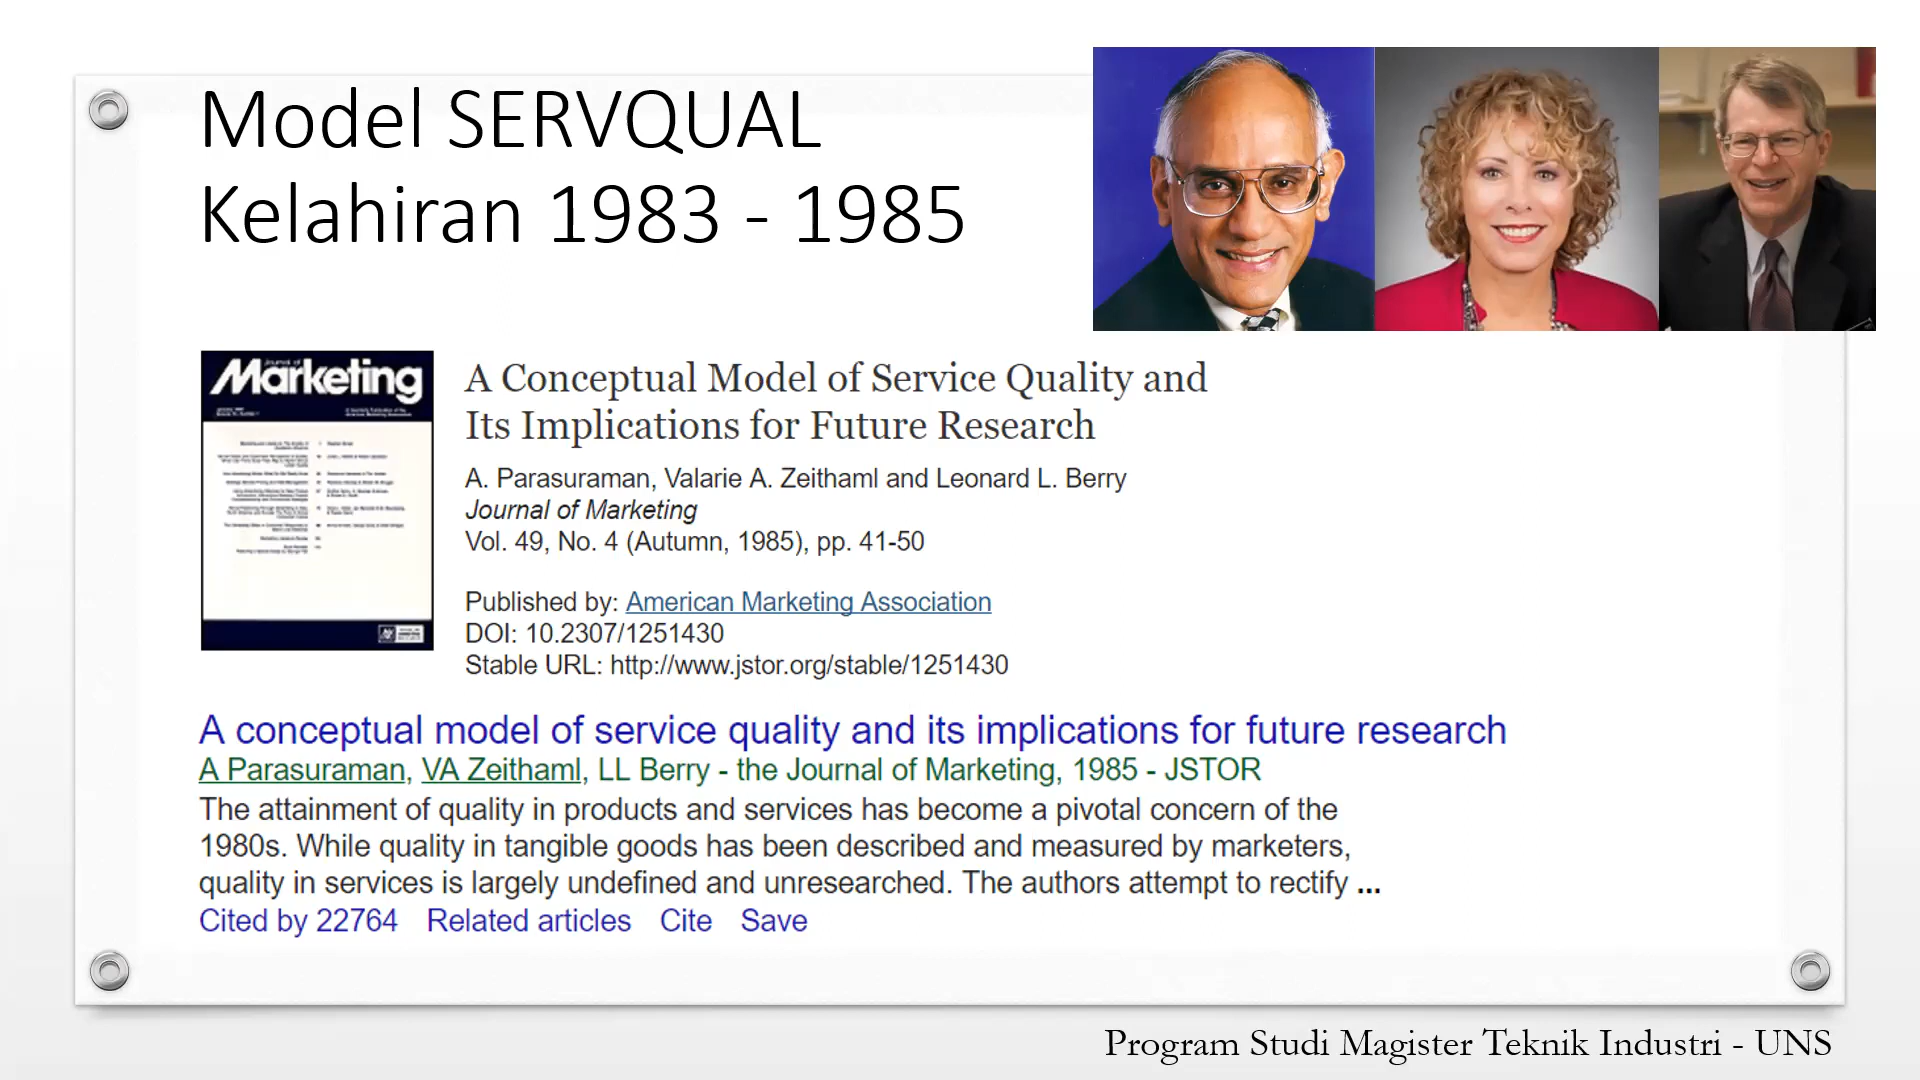 Model SERVQUAL
Kelahiran 1983 - 1985
Journal of
Marketing
A Conceptual Model of Service Quality and
Its Implications for Future Research
A. Parasuraman, Valarie A. Zeithaml and Leonard L. Berry
Journal of Marketing
Vol. 49, No. 4 (Autumn, 1985), pp. 41-50
Published by: American Marketing Association
DOI: 10.2307/1251430
Stable URL: http://www.jstor.org/stable/1251430
A conceptual model of service quality and its implications for future research
A Parasuraman, VA Zeithaml, LL Berry - the Journal of Marketing, 1985 - JSTOR
The attainment of quality in products and services has become a pivotal concern of the
1980s. While quality in tangible goods has been described and measured by marketers,
quality in services is largely undefined and unresearched. The authors attempt to rectify ...
Cited by 22764 Related articles Cite Save
Program Studi Magister Teknik Industri - UNS